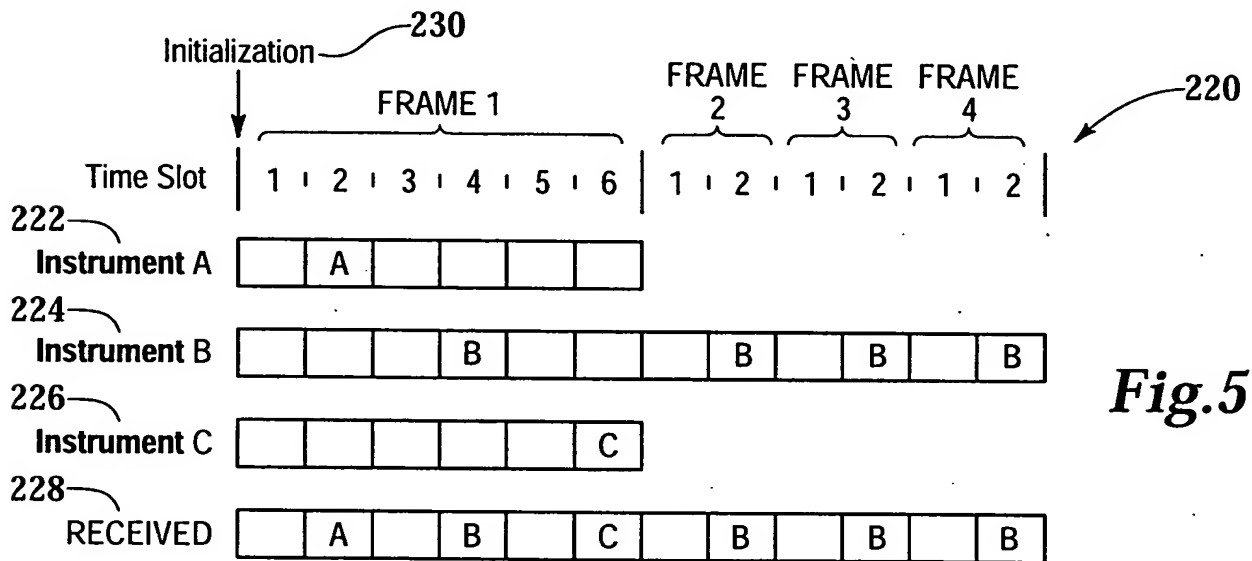 230
Initialization
FRAME 1
FRAME 2
FRAME 3
FRAME 4
220
Time Slot 1 2 3 4 5 6 1 2 1 2 1 2
222
Instrument A A
224
Instrument B B B B B
Fig.5
226
Instrument C C
228
RECEIVED A B C B B B